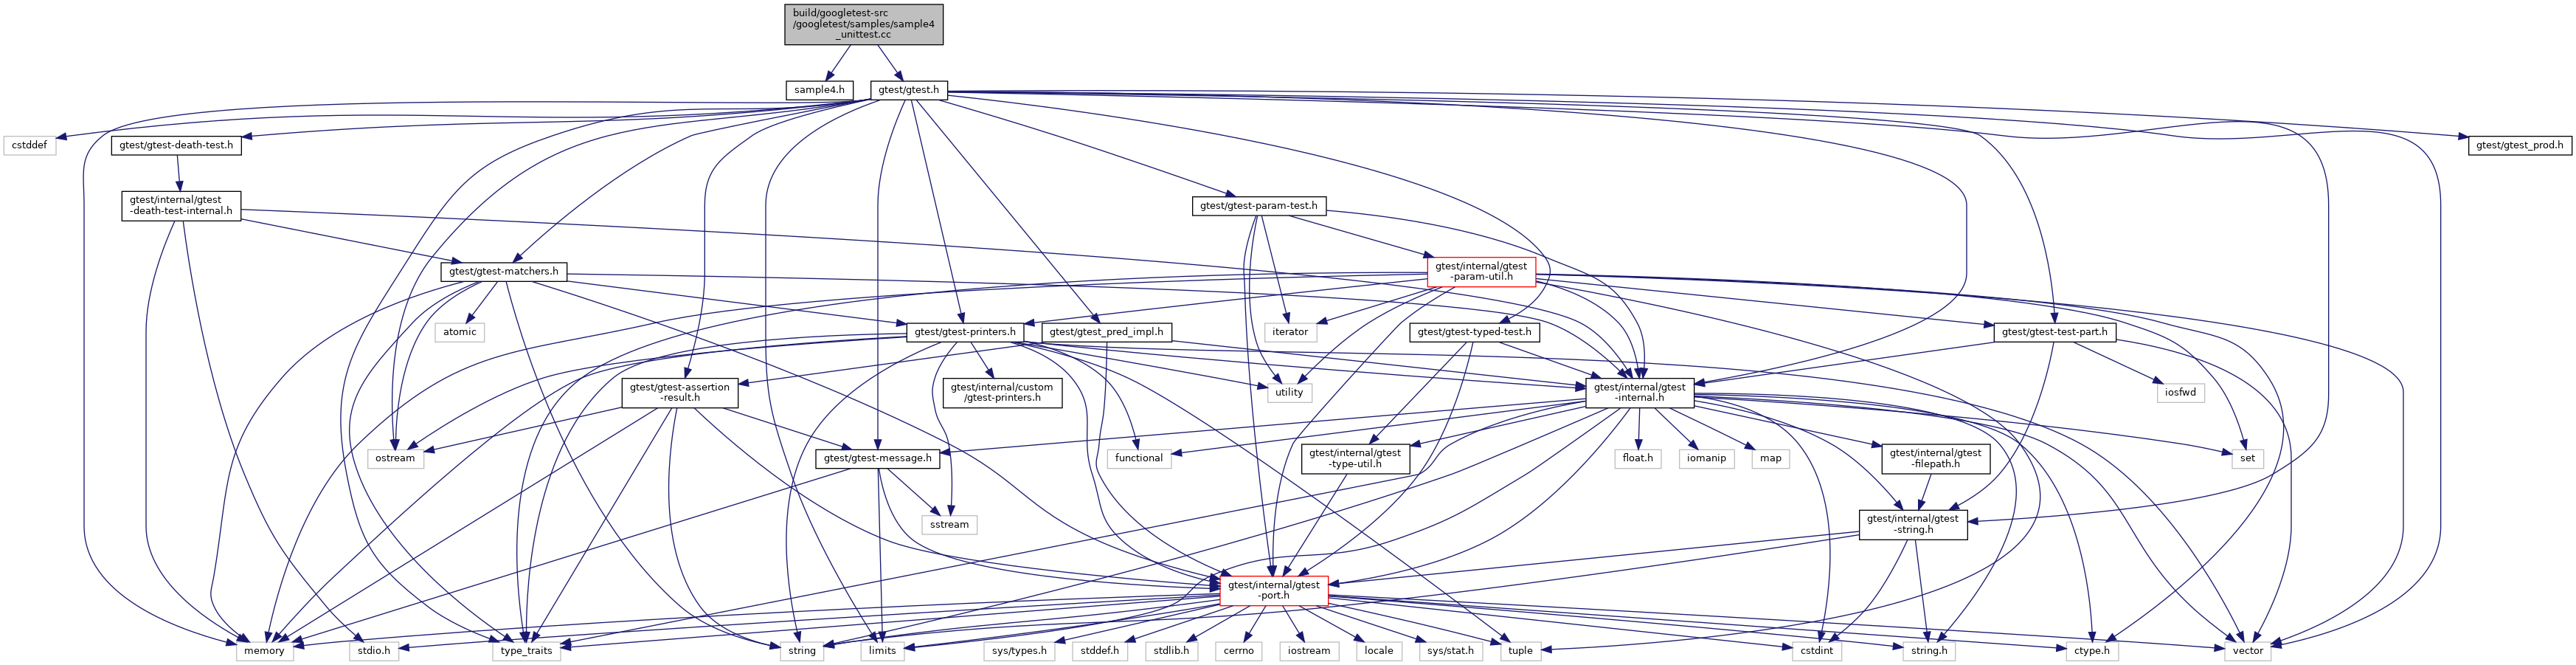 build/googletest-src
/googletest/samples/sample4
_unittest.cc
sample4.h
gtest/gtest.h
cstddef
gtest/gtest-death-test.h
gtest/gtest_prod.h
gtest/internal/gtest
-death-test-internal.h
gtest/gtest-param-test.h
gtest/gtest-matchers.h
gtest/internal/gtest
-param-util.h
atomic
gtest/gtest-printers.h
gtest/gtest_pred_impl.h
iterator
gtest/gtest-typed-test.h
gtest/gtest-test-part.h
gtest/gtest-assertion
-result.h
gtest/internal/custom
/gtest-printers.h
utility
gtest/internal/gtest
-internal.h
iosfwd
ostream
gtest/gtest-message.h
functional
gtest/internal/gtest
-type-util.h
float.h
iomanip
map
gtest/internal/gtest
-filepath.h
set
sstream
gtest/internal/gtest
-string.h
gtest/internal/gtest
-port.h
memory
stdio.h
type_traits
string
limits
sys/types.h
stddef.h
stdlib.h
cerrno
iostream
locale
sys/stat.h
tuple
cstdint
string.h
ctype.h
vector